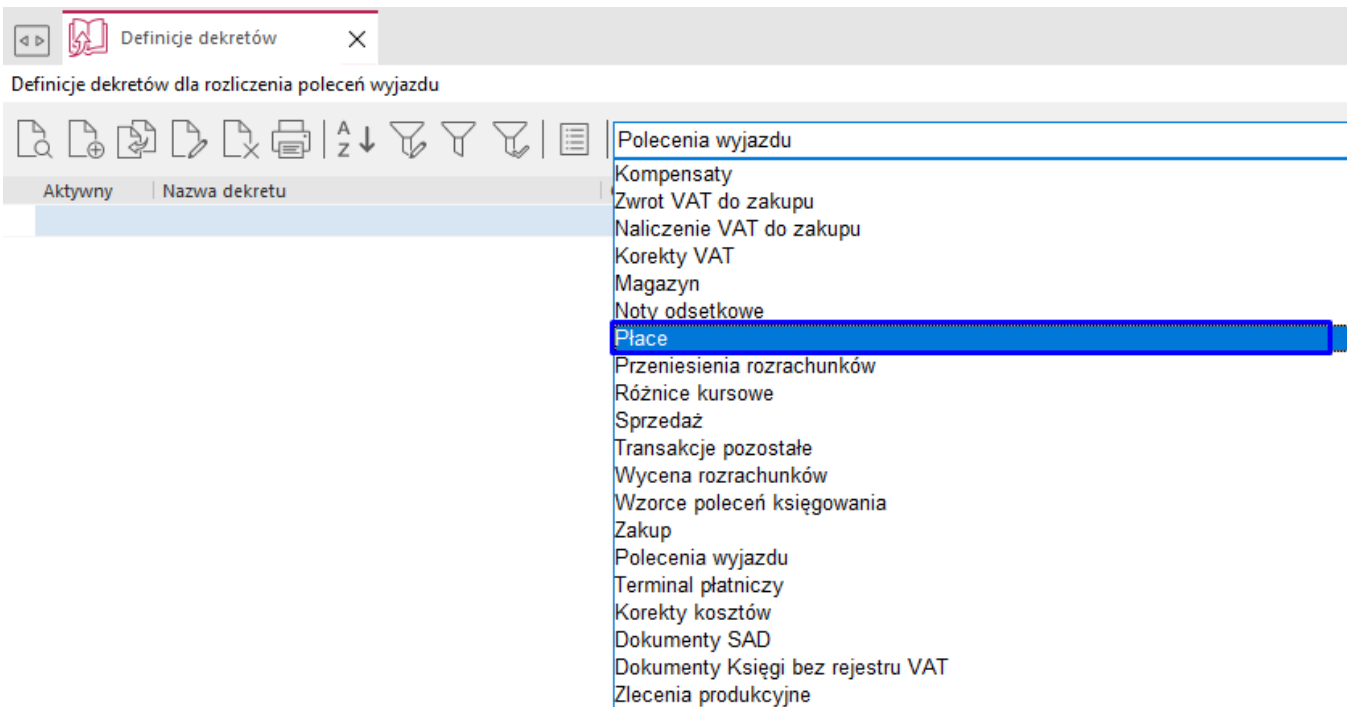 Definicje dekretów
Definicje dekretów dla rozliczenia poleceń wyjazdu
A
Z
Polecenia wyjazdu
Aktywny Nazwa dekretu
Kompensaty
Zwrot VAT do zakupu
Naliczenie VAT do zakupu
Korekty VAT
Magazyn
Noty odsetkowe
Płace
Przeniesienia rozrachunków
Różnice kursowe
Sprzedaż
Transakcje pozostałe
Wycena rozrachunków
Wzorce poleceń księgowania
Zakup
Polecenia wyjazdu
Terminal płatniczy
Korekty kosztów
Dokumenty SAD
Dokumenty Księgi bez rejestru VAT
Zlecenia produkcyjne